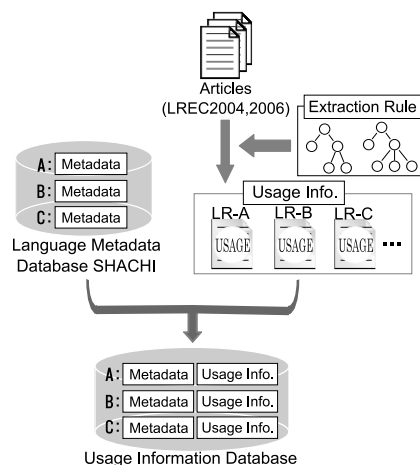 Articles
(LREC2004,2006)
Extraction Rule
A: Metadata
B: Metadata
C: Metadata
Language Metadata
Database SHACHI
Usage Info.
LR-A LR-B LR-C
USAGE USAGE USAGE ...
A: Metadata Usage Info.
B: Metadata Usage Info.
C: Metadata Usage Info.
Usage Information Database